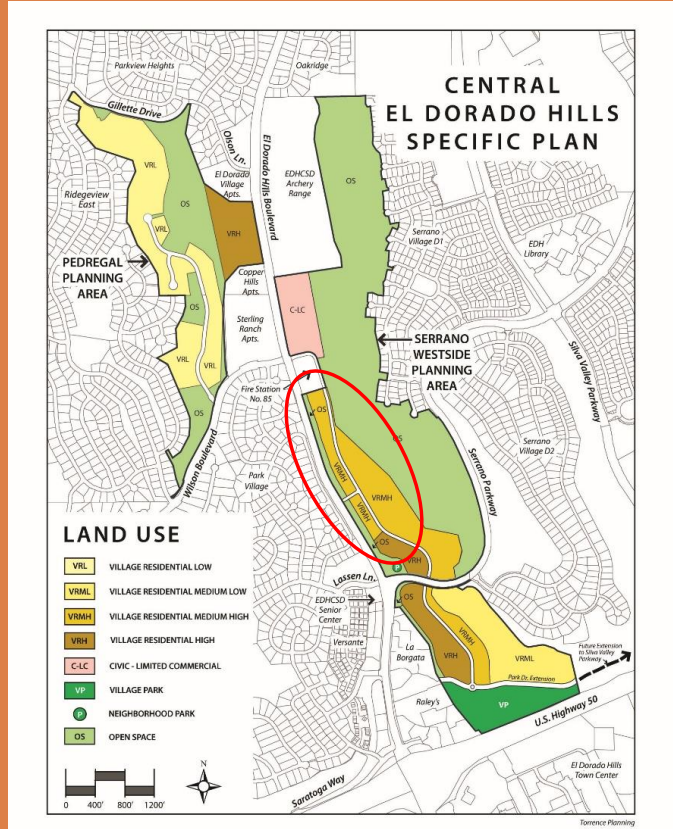 CENTRAL
EL DORADO HILLS
SPECIFIC PLAN
Parkview Heights
Oakridge
Gillette Drive
Olson Ln.
El Dorado Hills Boulevard
El Dorado
Village
Apts.
EDHCSD
Archery
Range
OS
VRL
Ridgeview
East
OS
VRL
VRH
Serrano
Village D1
EDH
Library
PEDREGAL
PLANNING
AREA
Copper
Hills
Apts.
C-LC
OS
Sterling
Ranch
Apts.
SERRANO
WESTSIDE
PLANNING
AREA
Silva Valley Parkway
VRL
VRL
Fire Station
No. 85
OS
OS
OS
Wilson Boulevard
Park
Village
VRMH
VRMH
VRMH
Serrano Parkway
Serrano
Village D2
OS
VRH
P
Lassen Ln.
EDHCSD
Senior
Center
OS
Versante
La
Borgata
VRH
VRMH
VRML
Future Extension
to Silva Valley
Parkway
Park Dr. Extension
Raley's
VP
U.S. Highway 50
El Dorado Hills
Town Center
Saratoga Way
LAND USE
VRL VILLAGE RESIDENTIAL LOW
VRML VILLAGE RESIDENTIAL MEDIUM LOW
VRMH VILLAGE RESIDENTIAL MEDIUM HIGH
VRH VILLAGE RESIDENTIAL HIGH
C-LC CIVIC - LIMITED COMMERCIAL
VP VILLAGE PARK
P NEIGHBORHOOD PARK
OS OPEN SPACE
0 400' 800' 1200'
N
Torrence Planning